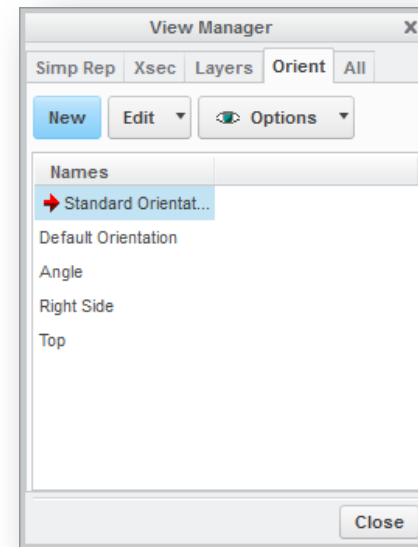 View Manager X
Simp Rep Xsec Layers Orient All
New Edit Options
Names
Standard Orientat...
Default Orientation
Angle
Right Side
Top
Close